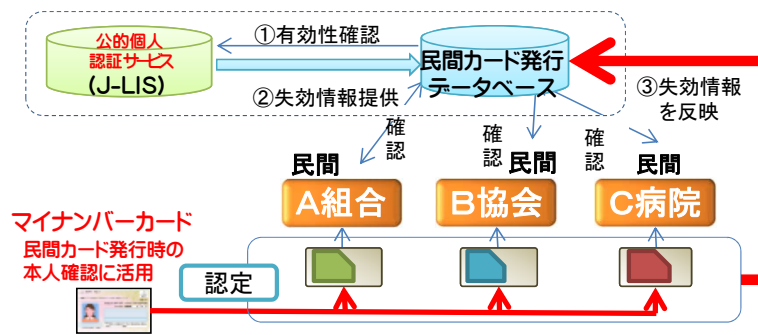 公的個人
認証サービス
(J-LIS)
①有効性確認
②失効情報提供
民間カード発行
データベース
③失効情報
を反映
確認
確認
確認
民間
民間
民間
A組合
B協会
C病院
マイナンバーカード
民間カード発行時の
本人確認に活用
認定